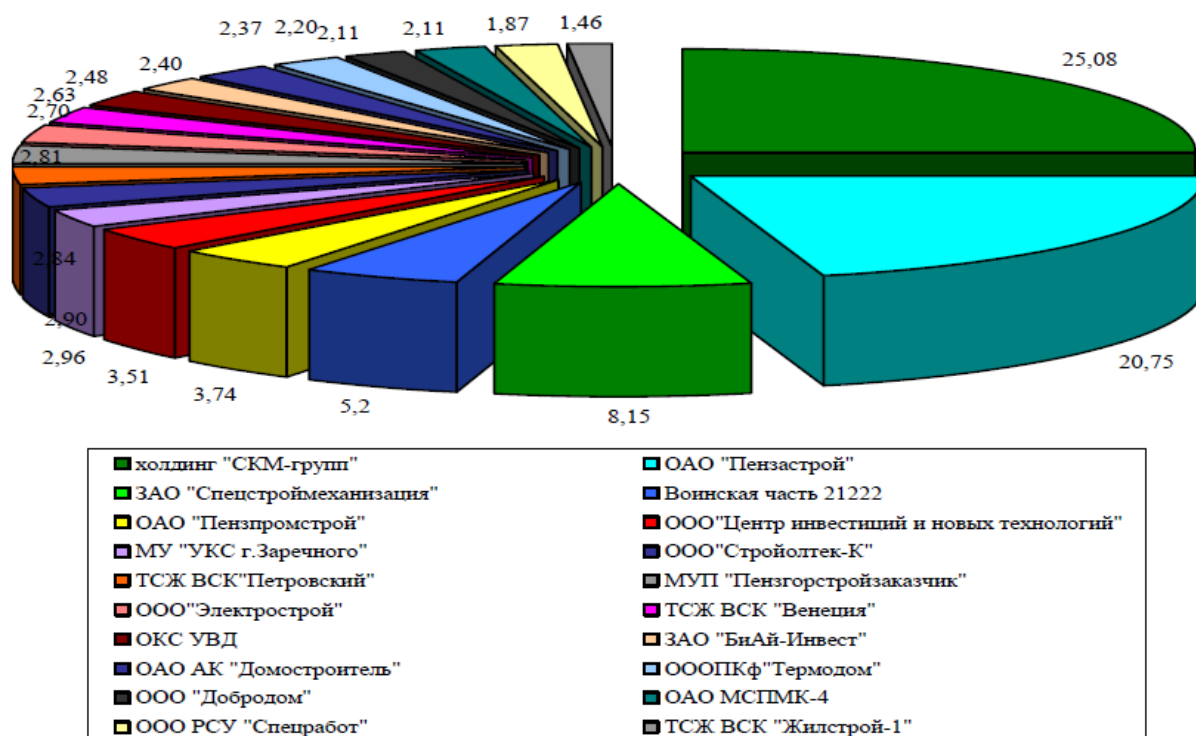 2,37
2,20
2,11
2,11
1,87
1,46
2,40
2,48
2,63
2,70
2,81
25,08
2,84
2,90
2,96
3,51
3,74
5,2
8,15
20,75
холдинг "СКМ-групп"
ОАО "Пензастрой"
ЗАО "Спецстроймеханизация"
Воинская часть 21222
ОАО "Пензпромстрой"
ООО"Центр инвестиций и новых технологий"
МУ "УКС г.Заречного"
ООО"Стройолтек-К"
ТСЖ ВСК"Петровский"
МУП "Пензгорстройзаказчик"
ООО"Электрострой"
ТСЖ ВСК "Венеция"
ОКС УВД
ЗАО "БиАй-Инвест"
ОАО АК "Домостроитель"
ОООПКф"Термодом"
ООО "Добродом"
ОАО МСПМК-4
ООО РСУ "Спецработ"
ТСЖ ВСК "Жилстрой-1"